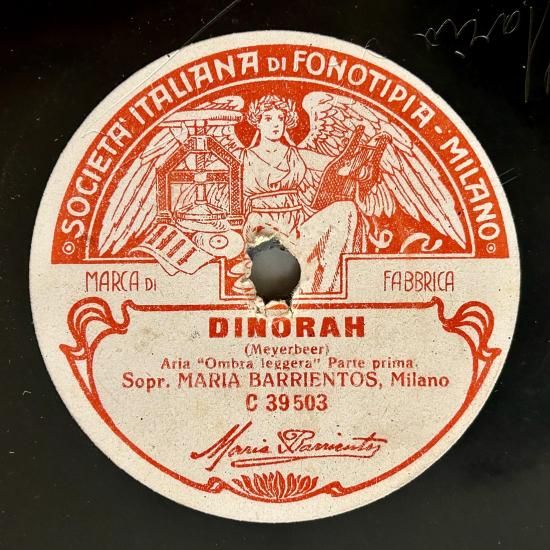 SOCIETA' ITALIANA DI FONOTIPIA - MILANO
MARCA DI FABBRICA
DINORAH
(Meyerbeer)
Aria "Ombra leggera" Parte prima.
Sopr. MARIA BARRIENTOS, Milano
C 39503
Maria Barrientos